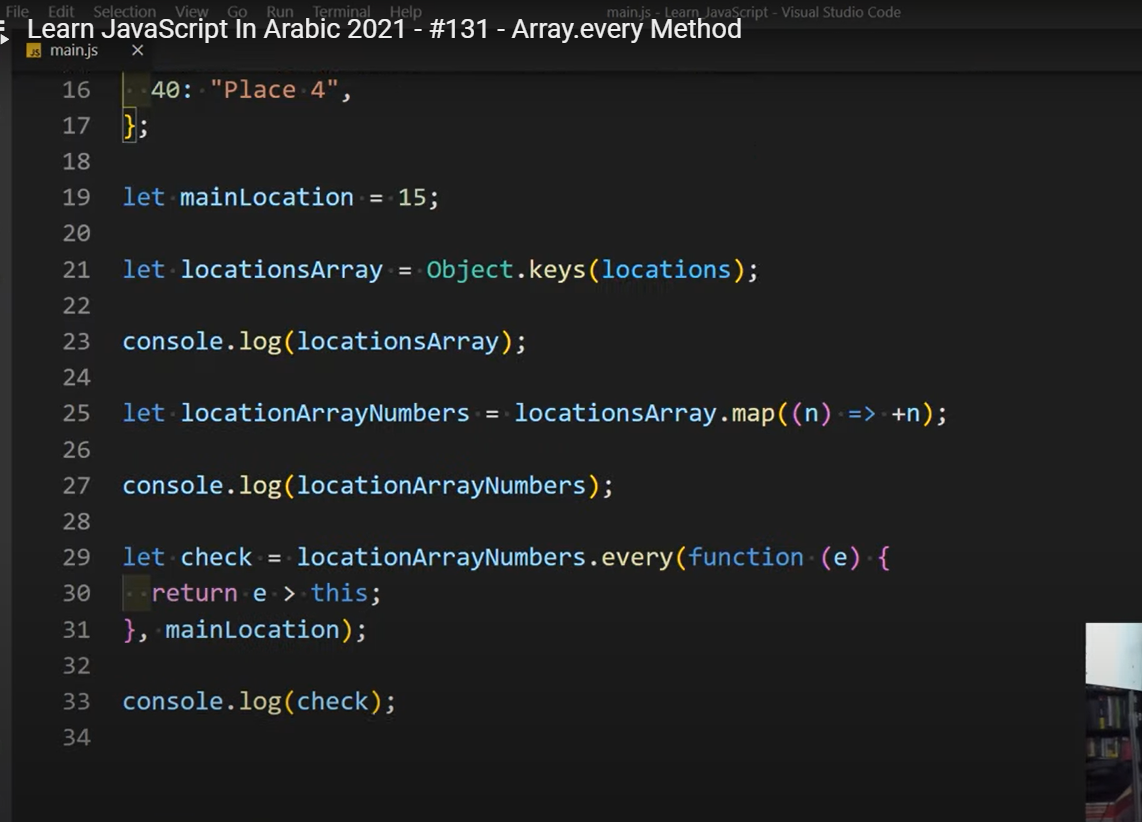 File Edit Selection View Go Run Terminal Help main.js - Learn JavaScript - Visual Studio Code
Learn JavaScript In Arabic 2021 - #131 - Array.every Method
JS main.js ×
16 40: "Place 4",
17 };
18
19 let mainLocation = 15;
20
21 let locationsArray = Object.keys(locations);
22
23 console.log(locationsArray);
24
25 let locationArrayNumbers = locationsArray.map((n) => +n);
26
27 console.log(locationArrayNumbers);
28
29 let check = locationArrayNumbers.every(function (e) {
30 return e > this;
31 }, mainLocation);
32
33 console.log(check);
34